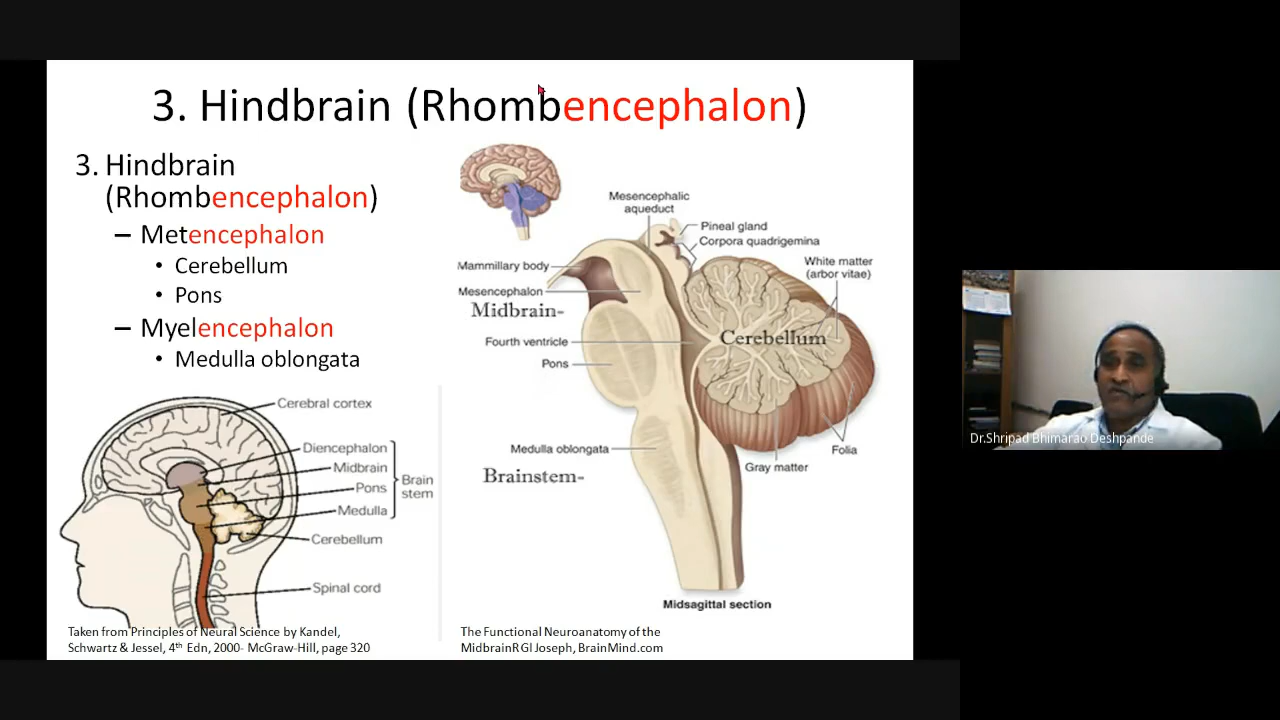 3. Hindbrain (Rhombencephalon)
3. Hindbrain
(Rhombencephalon)
– Metencephalon
• Cerebellum
• Pons
– Myelencephalon
• Medulla oblongata
Cerebral cortex
Diencephalon
Midbrain
Pons
Medulla
Brain
stem
Cerebellum
Spinal cord
Taken from Principles of Neural Science by Kandel,
Schwartz & Jessel, 4th Edn, 2000- McGraw-Hill, page 320
Mesencephalic
aqueduct
Pineal gland
Corpora quadrigemina
White matter
(arbor vitae)
Mammillary body
Mesencephalon
Midbrain-
Fourth ventricle
Cerebellum
Pons
Medulla oblongata
Folia
Gray matter
Brainstem-
Midsagittal section
The Functional Neuroanatomy of the
MidbrainRGl Joseph, BrainMind.com
Dr.Shripad Bhimarao Deshpande